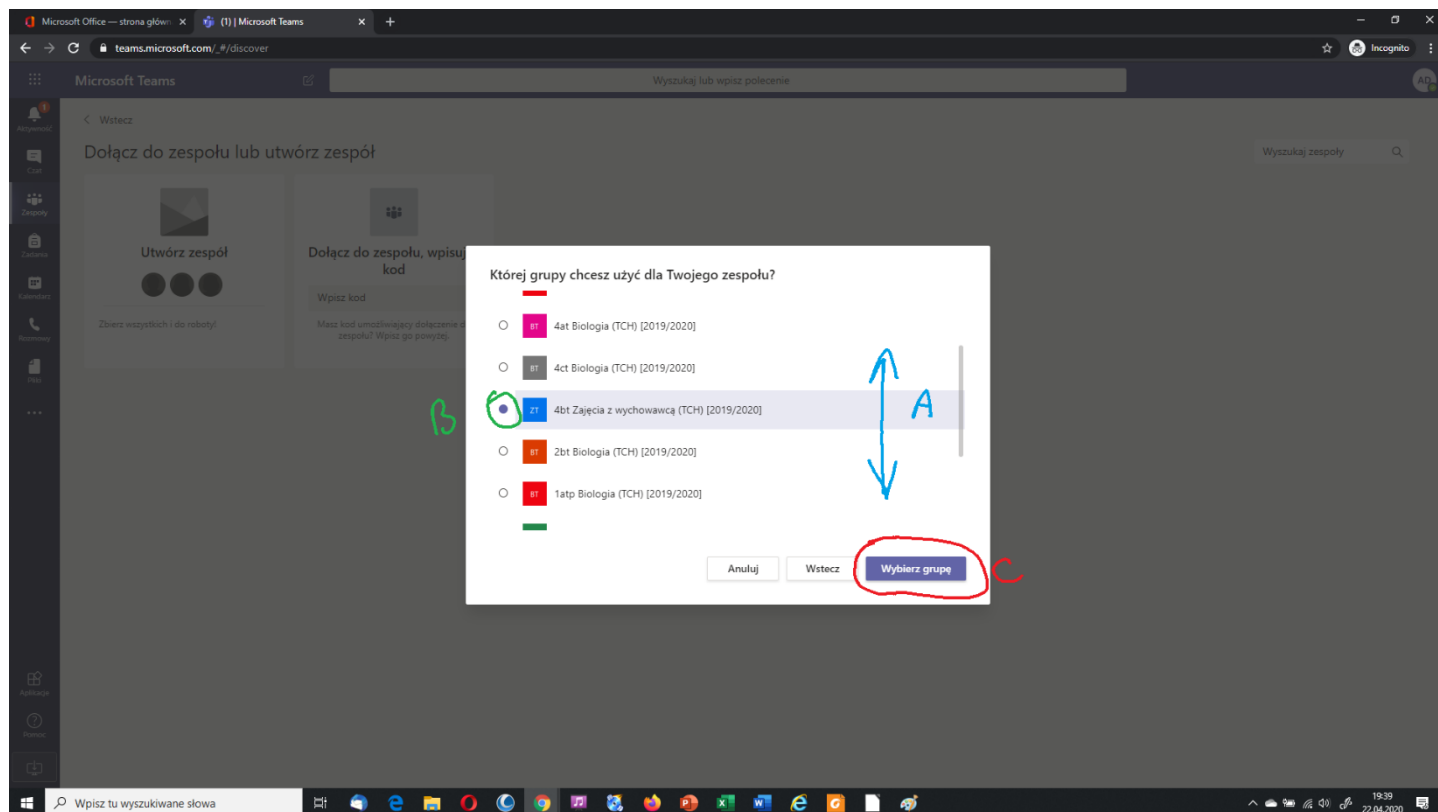 Microsoft Office — strona główn
(1) | Microsoft Teams
teams.microsoft.com/_#/discover
Incognito
Microsoft Teams
Wyszukaj lub wpisz polecenie
AD
1
Aktywność
Czat
Zespoły
Zadania
Kalendarz
Rozmowy
Pliki
Aplikacje
Pomoc
Wstecz
Dołącz do zespołu lub utwórz zespół
Wyszukaj zespoły
Utwórz zespół
Zbierz wszystkich i do roboty!
Dołącz do zespołu, wpisuj
kod
Wpisz kod
Masz kod umożliwiający dołączenie d
zespołu? Wpisz go powyżej.
Której grupy chcesz użyć dla Twojego zespołu?
BT 4at Biologia (TCH) [2019/2020]
BT 4ct Biologia (TCH) [2019/2020]
ZT 4bt Zajęcia z wychowawcą (TCH) [2019/2020]
BT 2bt Biologia (TCH) [2019/2020]
BT 1atp Biologia (TCH) [2019/2020]
A
B
Anuluj
Wstecz
Wybierz grupę
C
Wpisz tu wyszukiwane słowa
19:39
22.04.2020